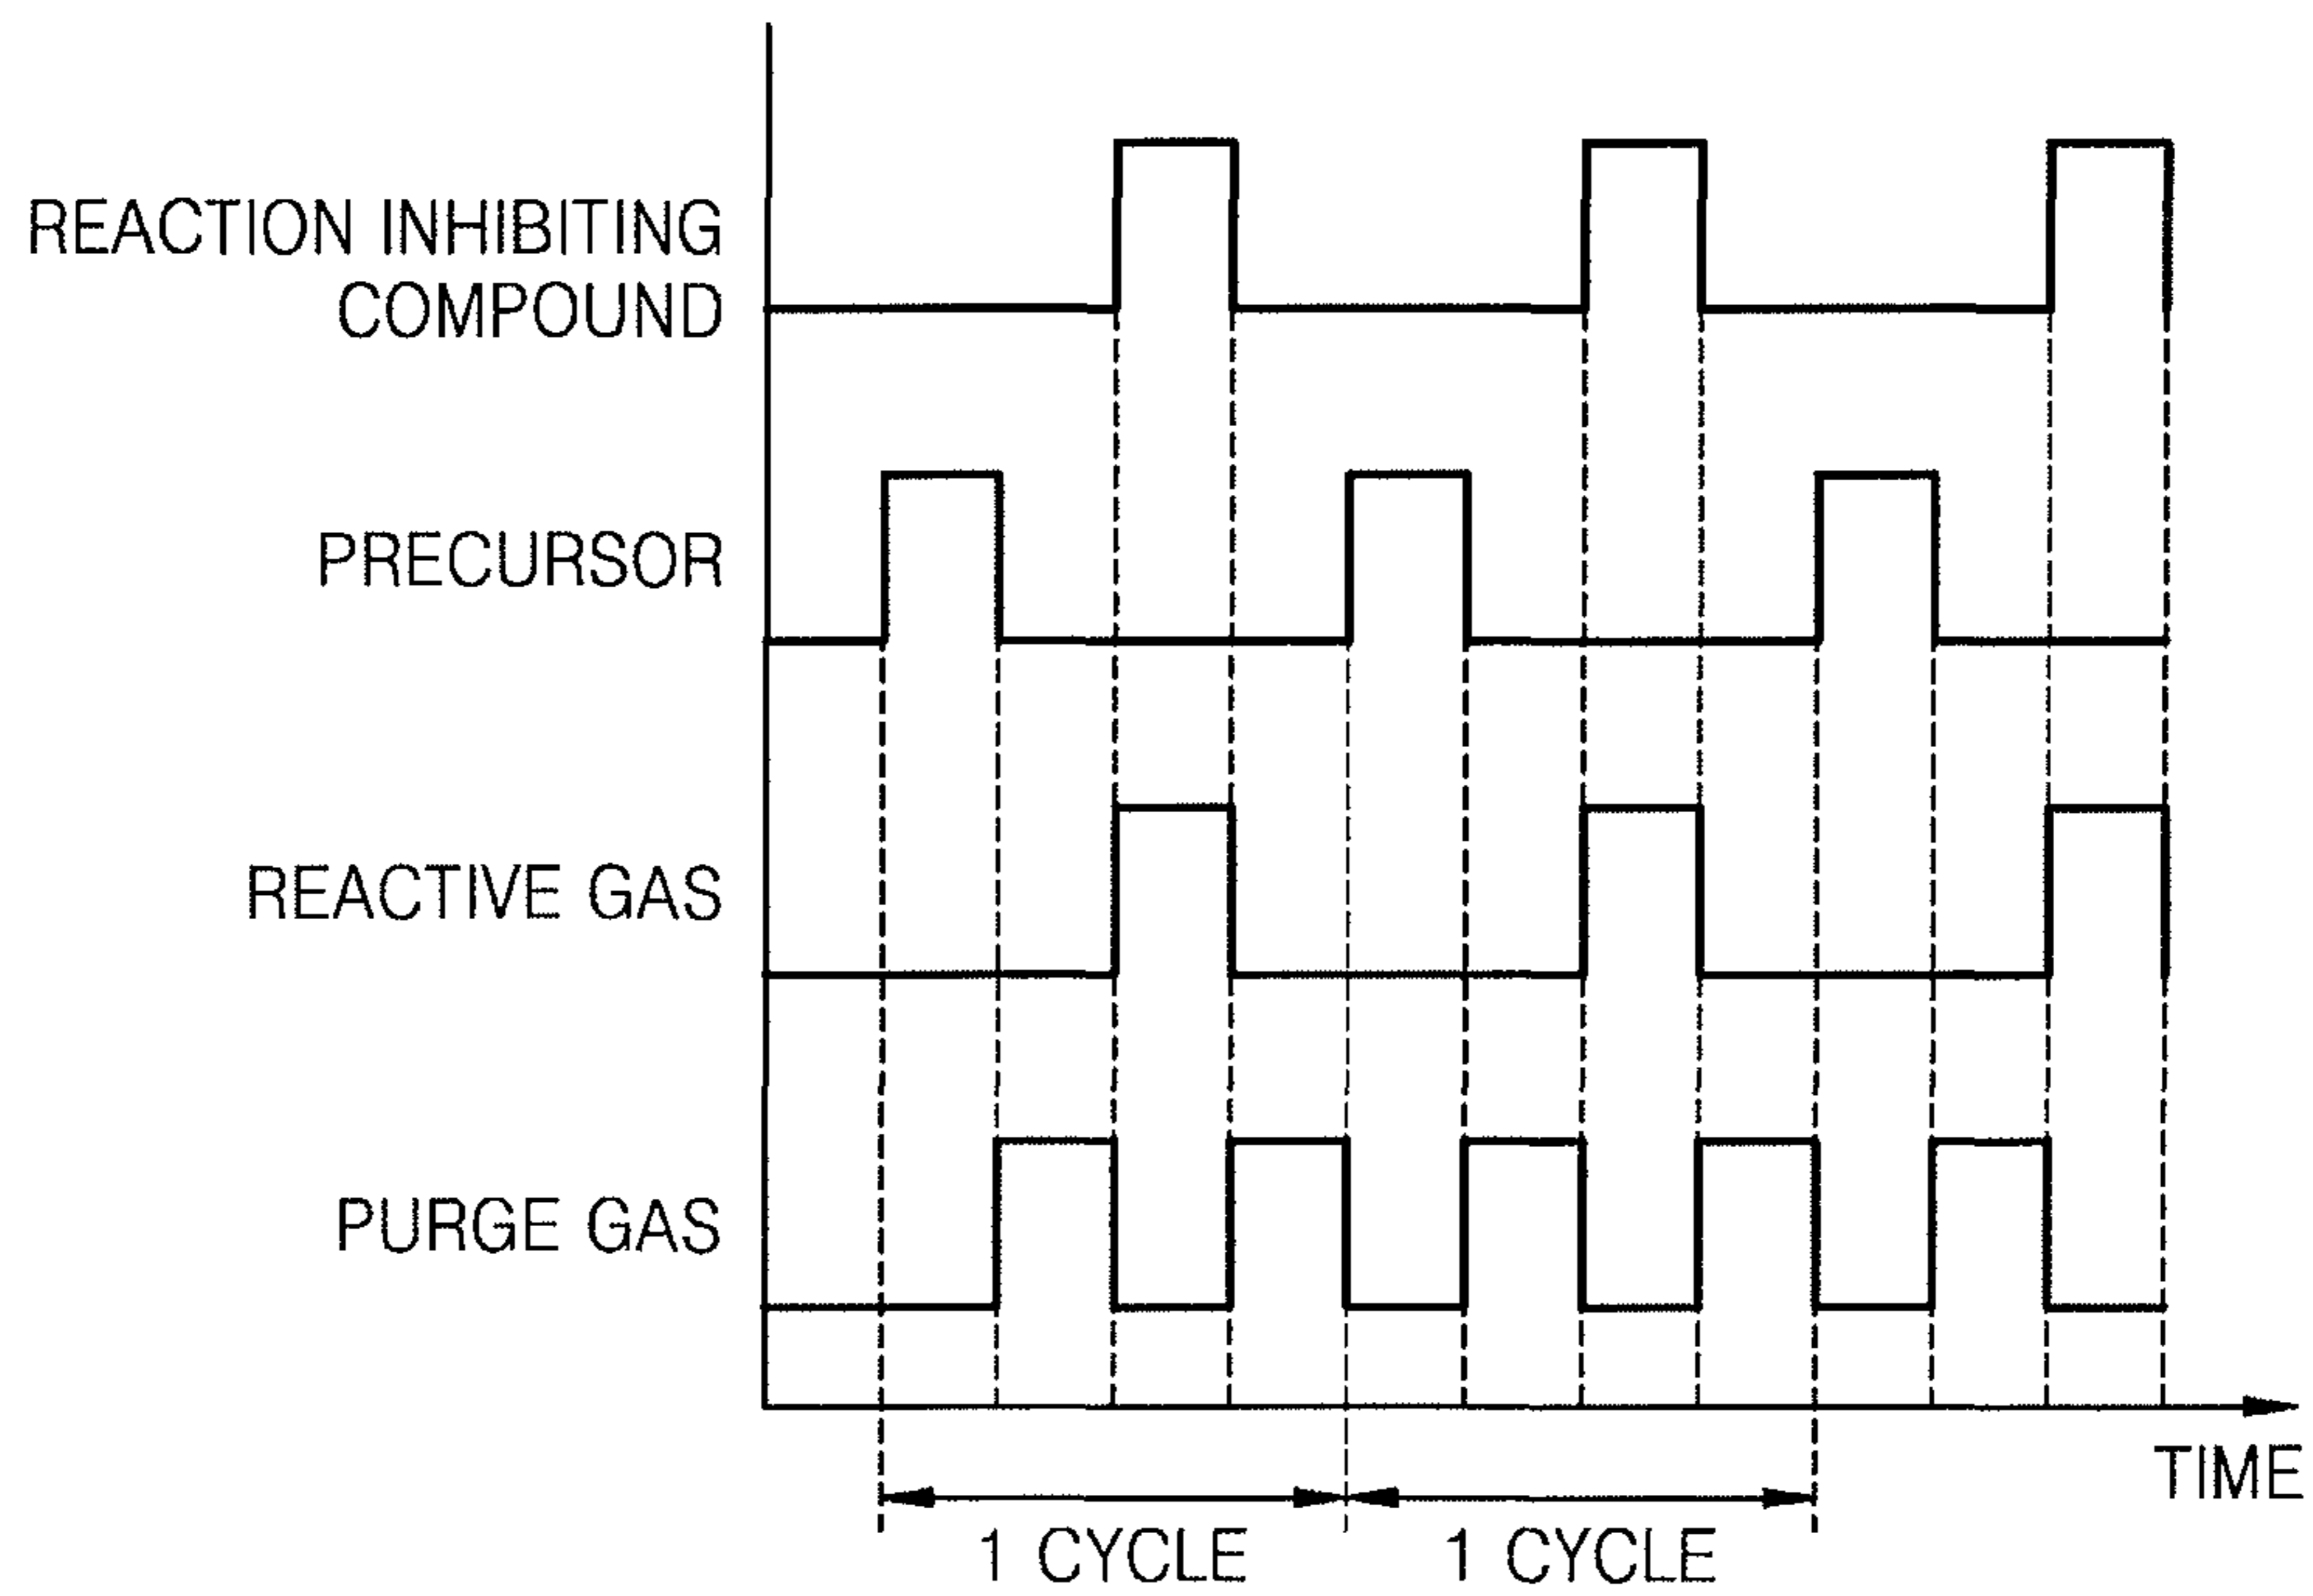 REACTION INHIBITING
COMPOUND
PRECURSOR
REACTIVE GAS
PURGE GAS
TIME
1 CYCLE
1 CYCLE